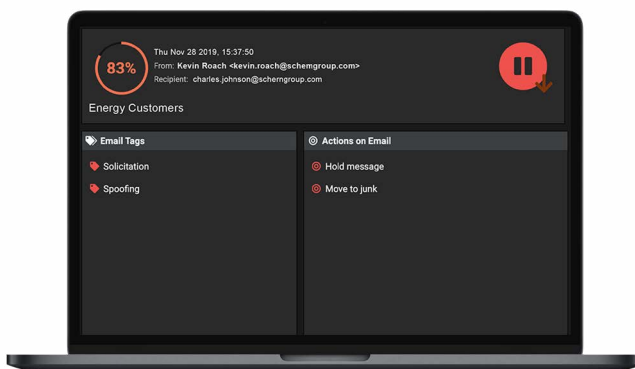 83%
Thu Nov 28 2019, 15:37:50
From: Kevin Roach <kevin.roach@schemgroup.com>
Recipient: charles.johnson@scherngroup.com
Energy Customers
Email Tags
Solicitation
Spoofing
Actions on Email
Hold message
Move to junk